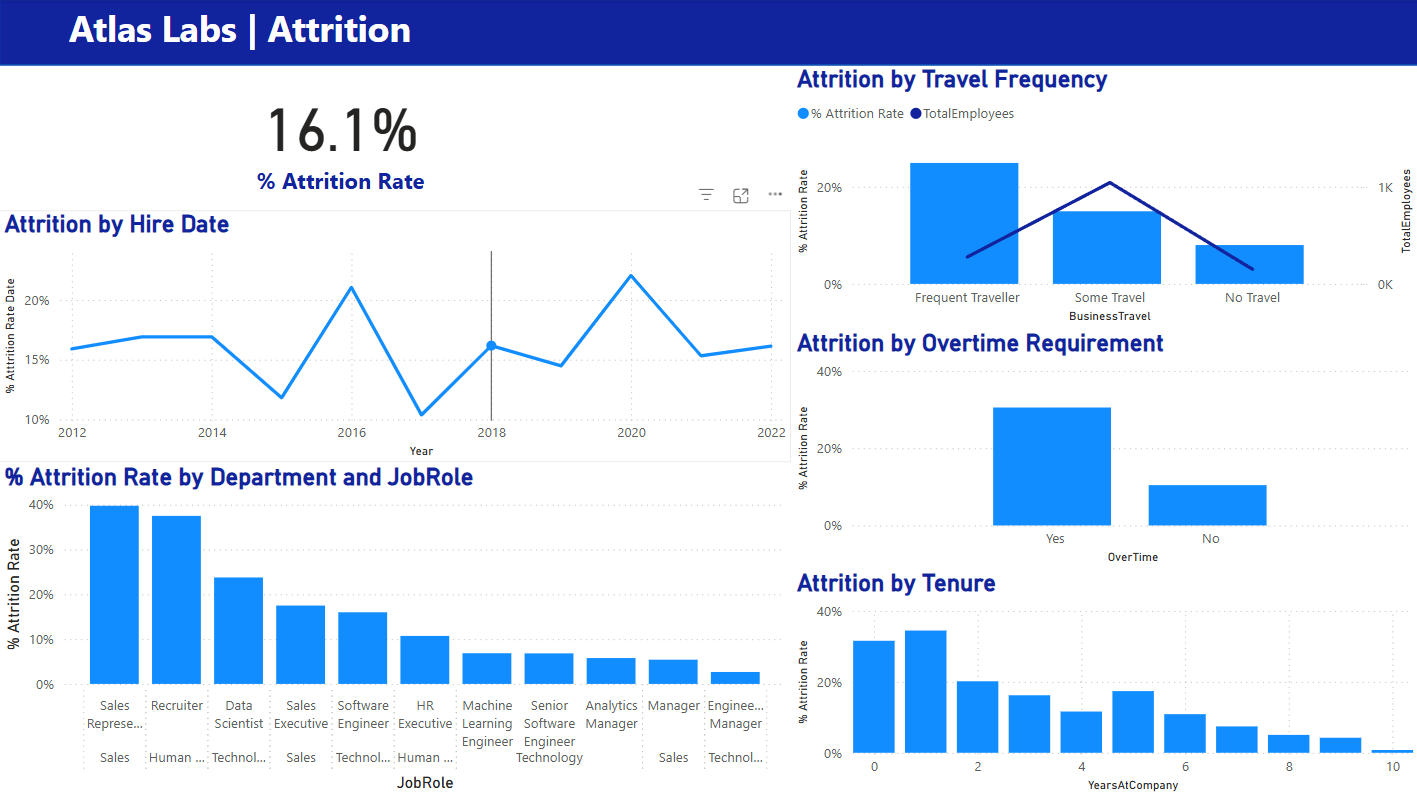 Atlas Labs | Attrition
16.1%
% Attrition Rate
Attrition by Hire Date
% Atttrition Rate Date
20%
15%
10%
2012 2014 2016 2018 2020 2022
Year
% Attrition Rate by Department and JobRole
% Attrition Rate
40%
30%
20%
10%
0%
Sales Recruiter Data Sales Software HR Machine Senior Analytics Manager Enginee...
Represe... Scientist Executive Engineer Executive Learning Software Manager Manager
Engineer Engineer
Sales Human ... Technol... Sales Technol... Human ... Technology Sales Technol...
JobRole
Attrition by Travel Frequency
% Attrition Rate TotalEmployees
% Attrition Rate
20%
0%
1K
0K
TotalEmployees
Frequent Traveller Some Travel No Travel
BusinessTravel
Attrition by Overtime Requirement
% Attrition Rate
40%
20%
0%
Yes No
OverTime
Attrition by Tenure
% Attrition Rate
40%
20%
0%
0 2 4 6 8 10
YearsAtCompany